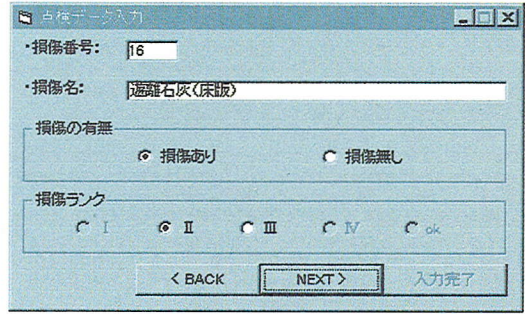 点検データ入力
・損傷番号: 16
・損傷名: 遊離石灰(床版)
損傷の有無
損傷あり 損傷無し
損傷ランク
Ⅰ Ⅱ Ⅲ Ⅳ ok
< BACK NEXT > 入力完了